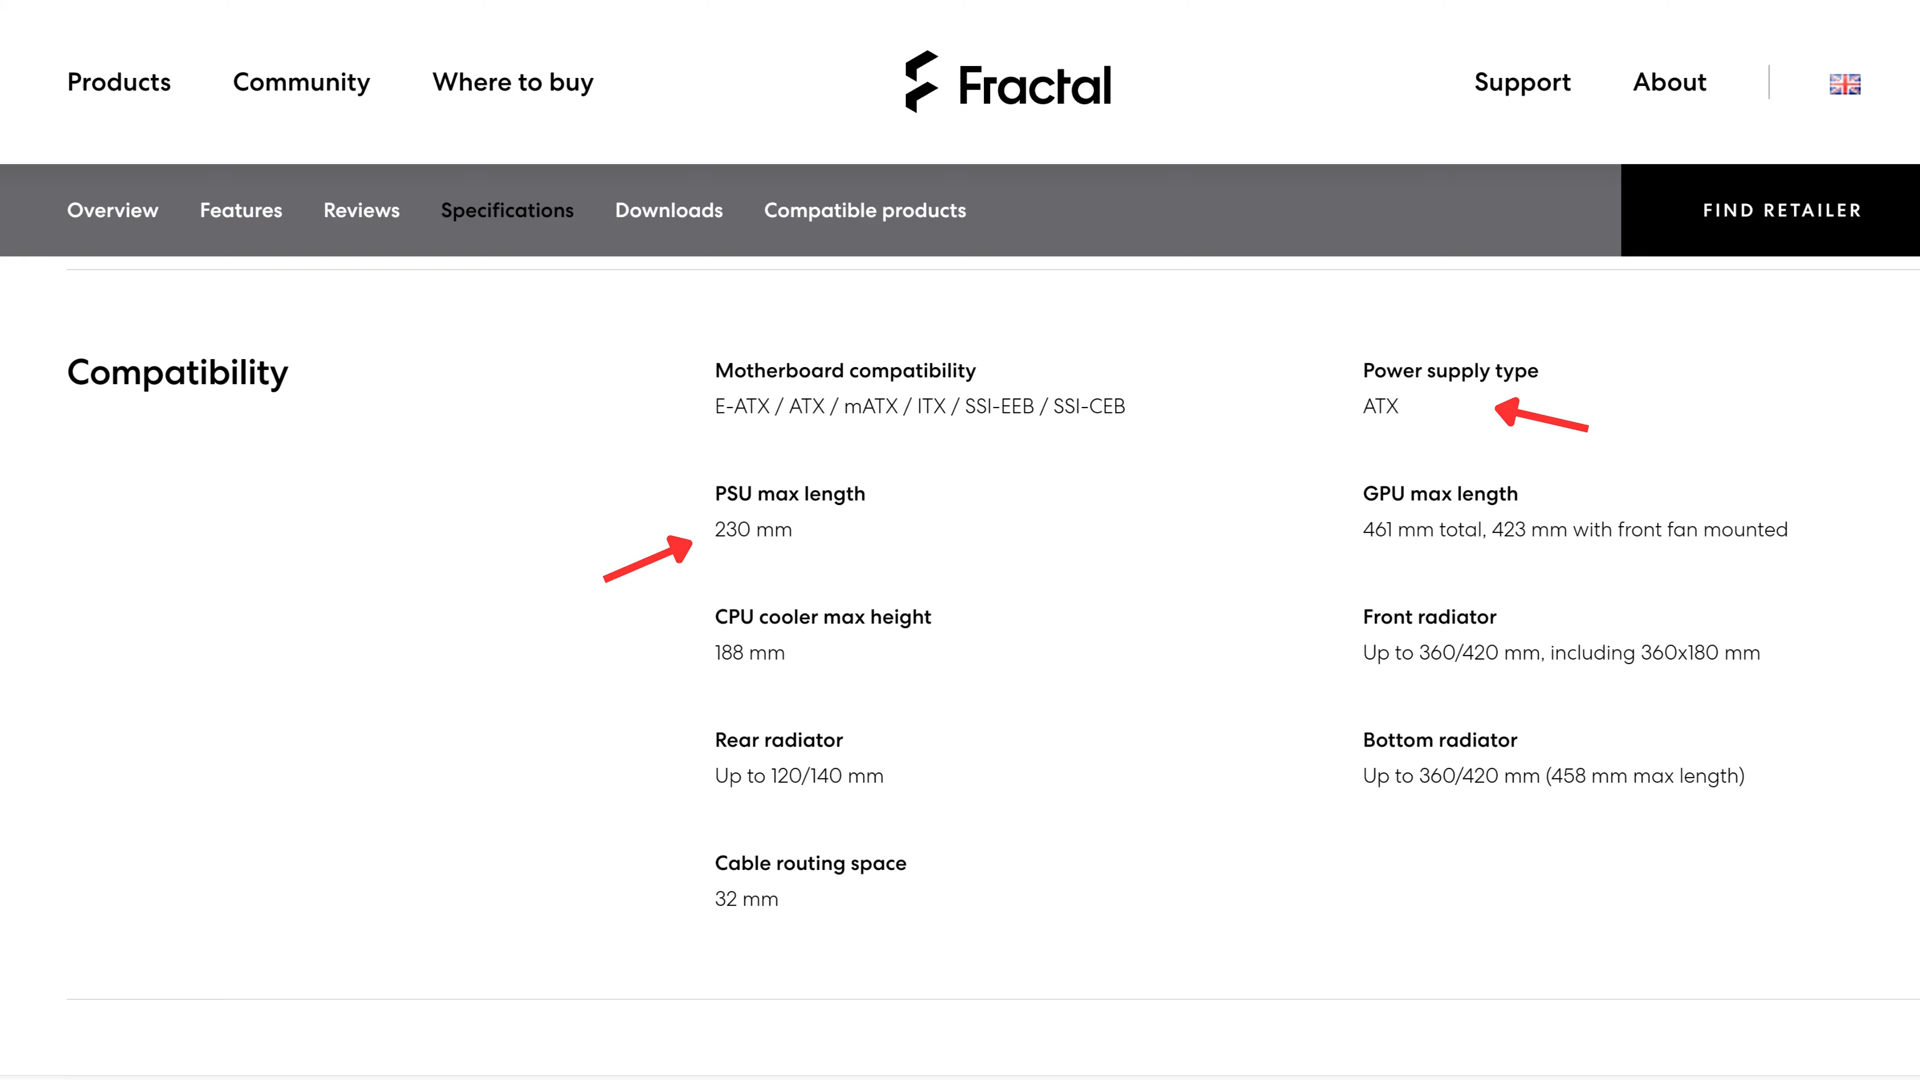 Products
Community
Where to buy
Fractal
Support
About
Overview
Features
Reviews
Specifications
Downloads
Compatible products
FIND RETAILER
Compatibility
Motherboard compatibility
E-ATX / ATX / mATX / ITX / SSI-EEB / SSI-CEB
Power supply type
ATX
PSU max length
230 mm
GPU max length
461 mm total, 423 mm with front fan mounted
CPU cooler max height
188 mm
Front radiator
Up to 360/420 mm, including 360x180 mm
Rear radiator
Up to 120/140 mm
Bottom radiator
Up to 360/420 mm (458 mm max length)
Cable routing space
32 mm